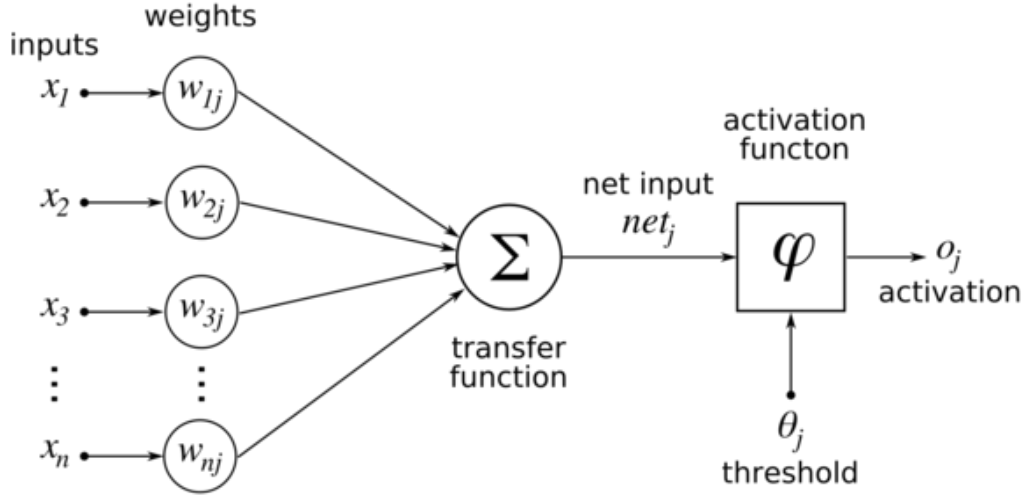 weights
inputs
x1
w1j
x2
w2j
x3
w3j
⋮
⋮
xn
wnj
Σ
transfer
function
net input
netj
activation
functon
φ
oj
activation
θj
threshold